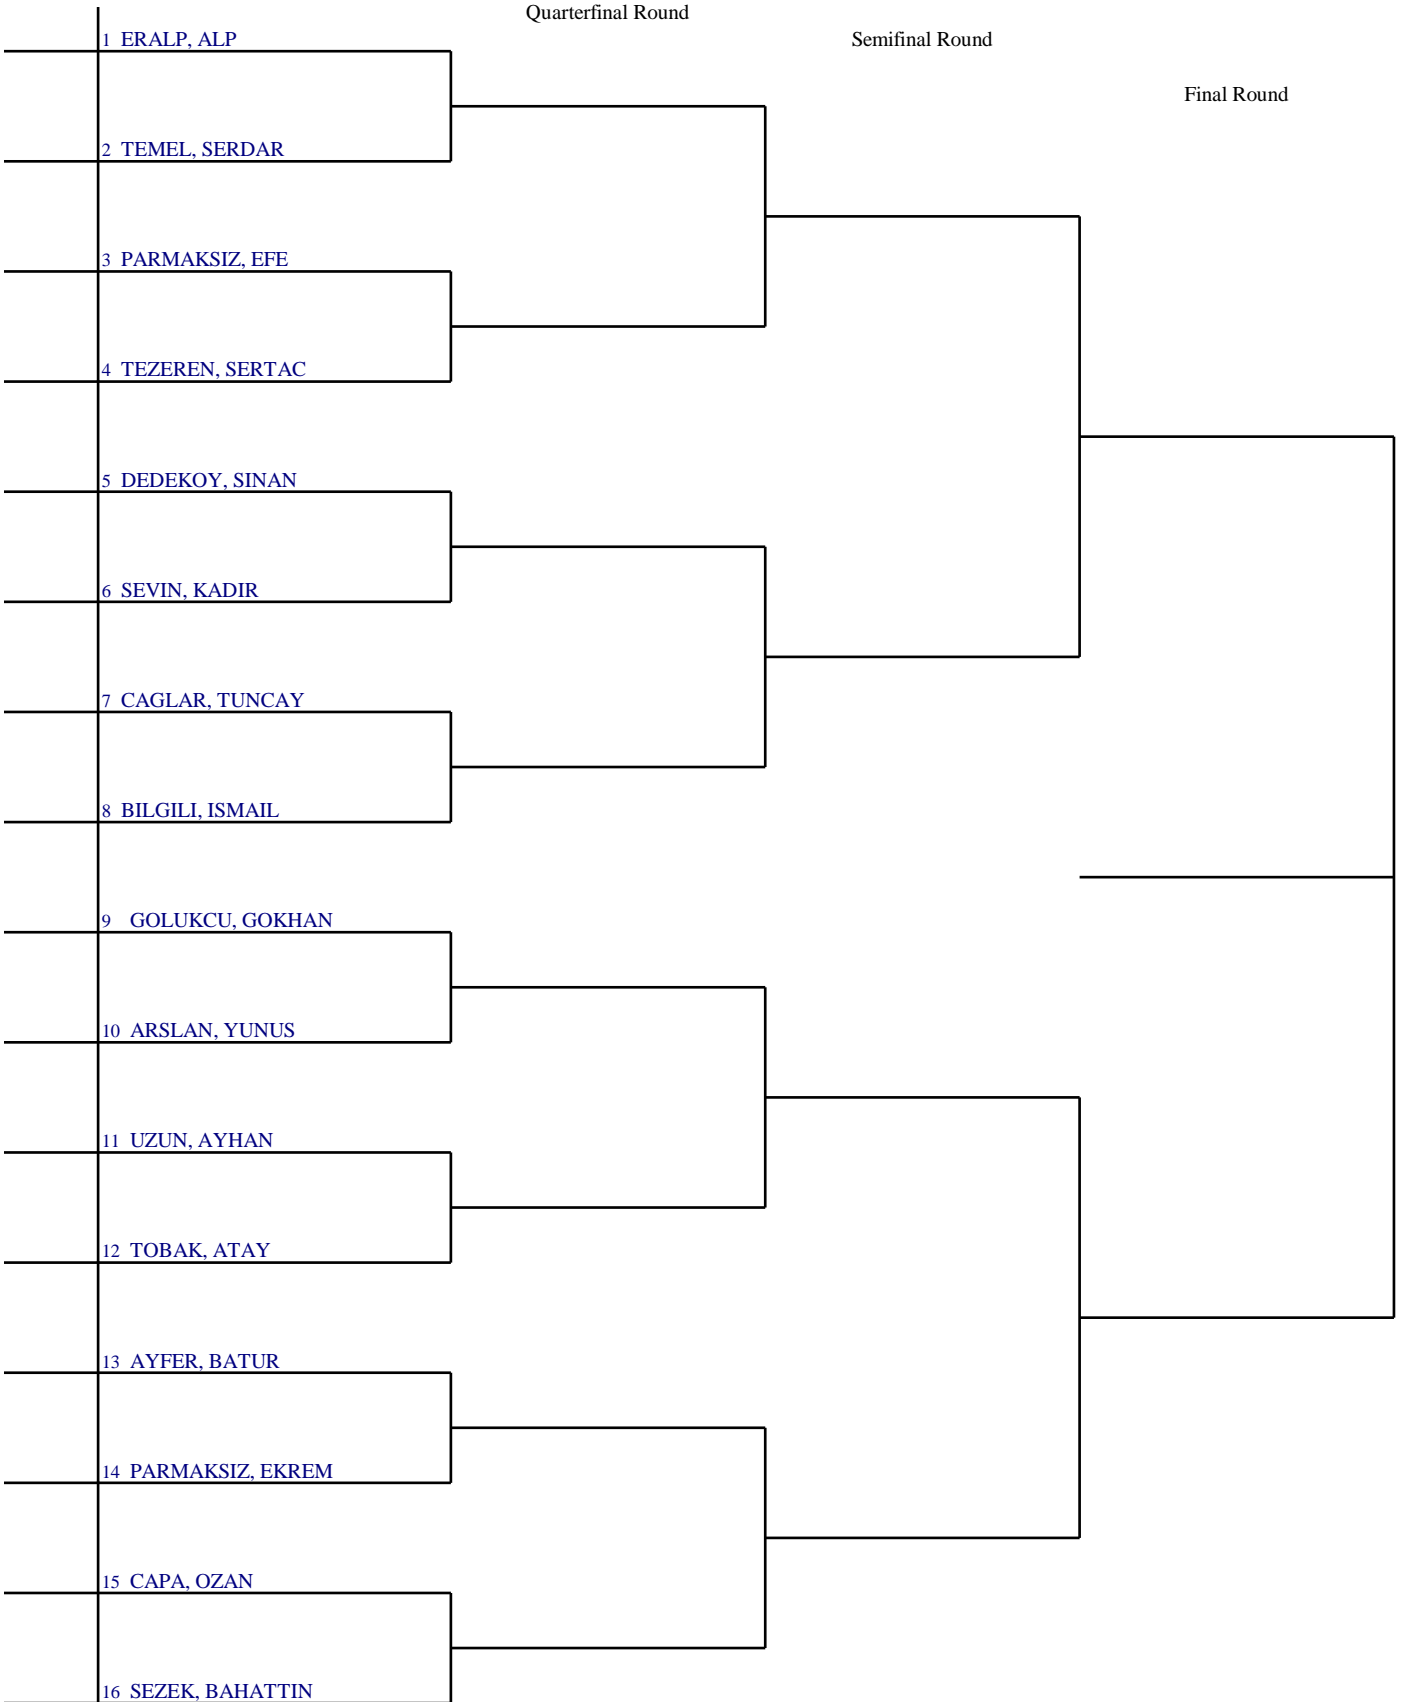 Quarterfinal Round
Semifinal Round
Final Round
1 ERALP, ALP
2 TEMEL, SERDAR
3 PARMAKSIZ, EFE
4 TEZEREN, SERTAC
5 DEDEKOY, SINAN
6 SEVIN, KADIR
7 CAGLAR, TUNCAY
8 BILGILI, ISMAIL
9 GOLUKCU, GOKHAN
10 ARSLAN, YUNUS
11 UZUN, AYHAN
12 TOBAK, ATAY
13 AYFER, BATUR
14 PARMAKSIZ, EKREM
15 CAPA, OZAN
16 SEZEK, BAHATTIN